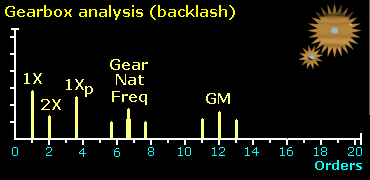 Gearbox analysis (backlash)
1X
2X
1Xp
Gear
Nat
Freq
GM
0 2 4 6 8 10 12 14 16 18 20
Orders